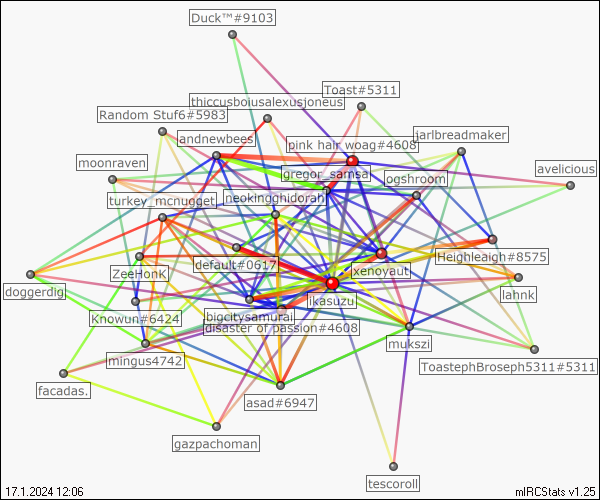 Duck™#9103
Toast#5311
thiccusboiusalexusjoneus
Random Stuf6#5983
andnewbees
pink hair woag#4608
jarlbreadmaker
moonraven
gregor_samsa
ogshroom
avelicious
turkey_mcnugget
neokingghidorah
default#0617
xenoyaut
Heighleaigh#8575
ZeeHonK
doggerdig
Knowun#6424
bigcitysamurai
likasuzu
lahnk
disaster of passion#4608
mukszi
mingus4742
ToastephBroseph5311#5311
facadas.
asad#6947
gazpachoman
tescoroll
17.1.2024 12:06
mIRCStats v1.25